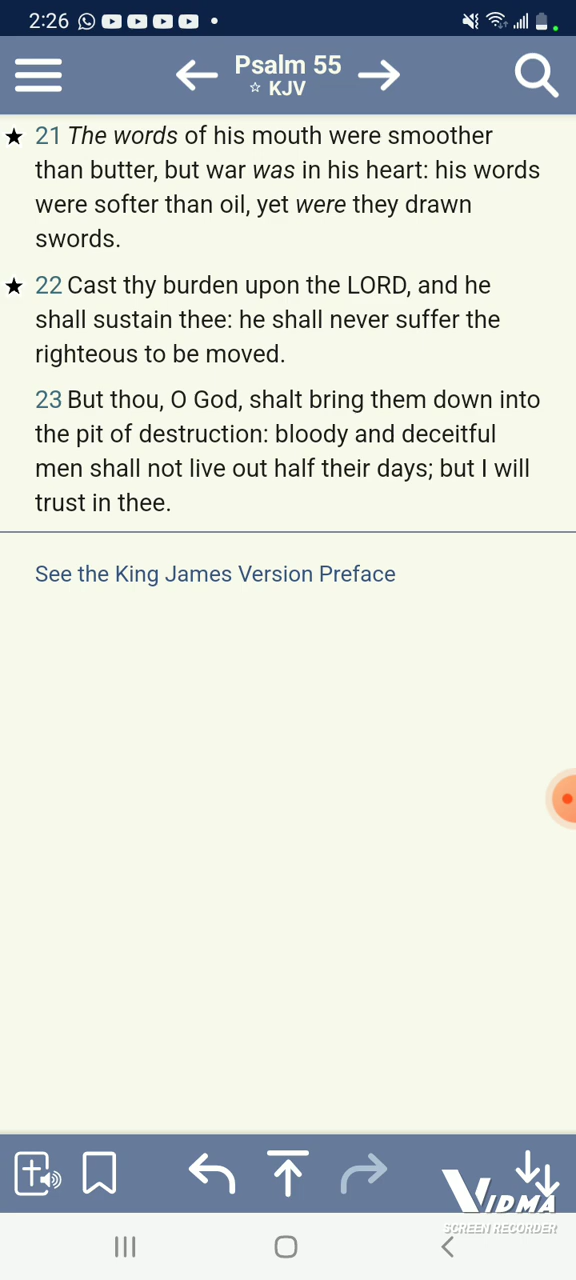 2:26
Psalm 55
☆ KJV
★ 21 The words of his mouth were smoother
than butter, but war was in his heart: his words
were softer than oil, yet were they drawn
swords.
★ 22 Cast thy burden upon the LORD, and he
shall sustain thee: he shall never suffer the
righteous to be moved.
23 But thou, O God, shalt bring them down into
the pit of destruction: bloody and deceitful
men shall not live out half their days; but I will
trust in thee.
See the King James Version Preface
VIDMA
SCREEN RECORDER